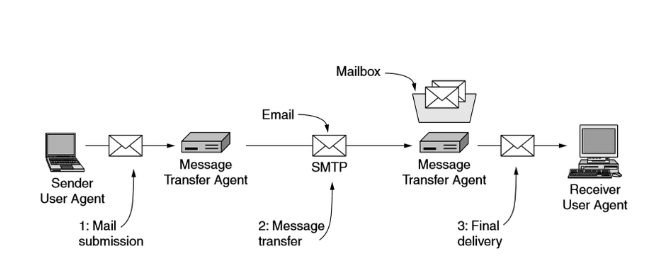 Mailbox
Email
SMTP
Sender
User Agent
Message
Transfer Agent
Message
Transfer Agent
Receiver
User Agent
1: Mail
submission
2: Message
transfer
3: Final
delivery